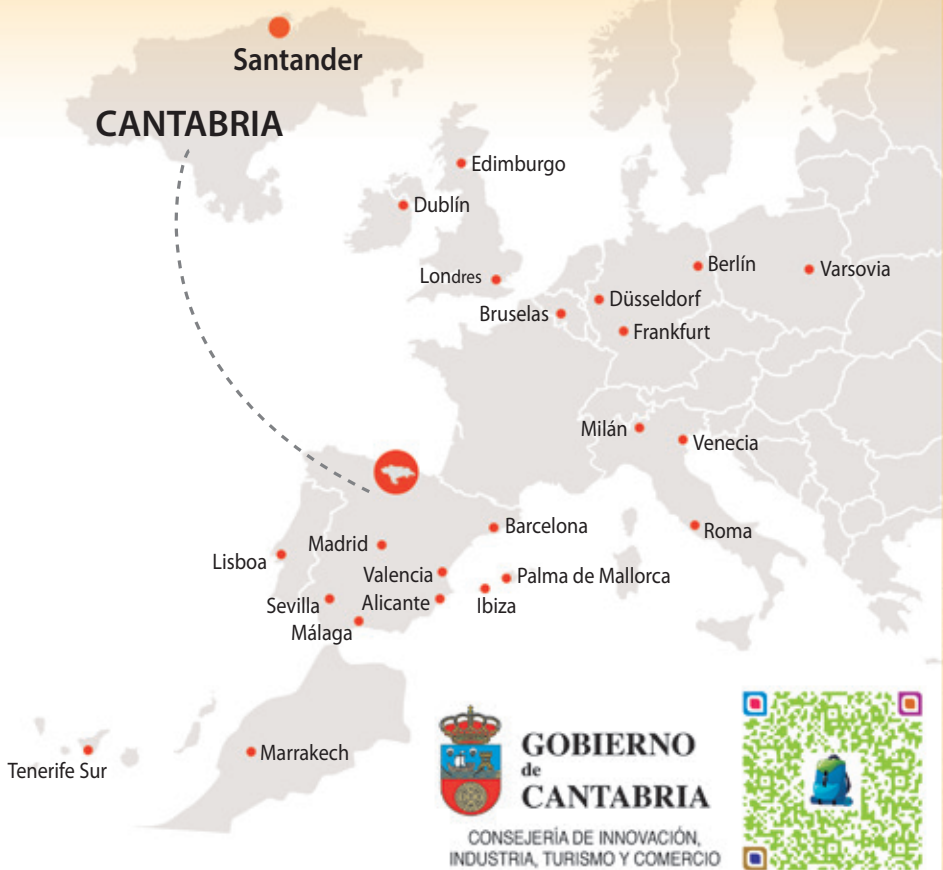 Santander
CANTABRIA
Edimburgo
Dublín
Londres
Berlín
Varsovia
Düsseldorf
Bruselas
Frankfurt
Milán
Venecia
Barcelona
Roma
Madrid
Lisboa
Valencia
Palma de Mallorca
Sevilla
Alicante
Ibiza
Málaga
Marrakech
Tenerife Sur
GOBIERNO
de
CANTABRIA
CONSEJERÍA DE INNOVACIÓN,
INDUSTRIA, TURISMO Y COMERCIO